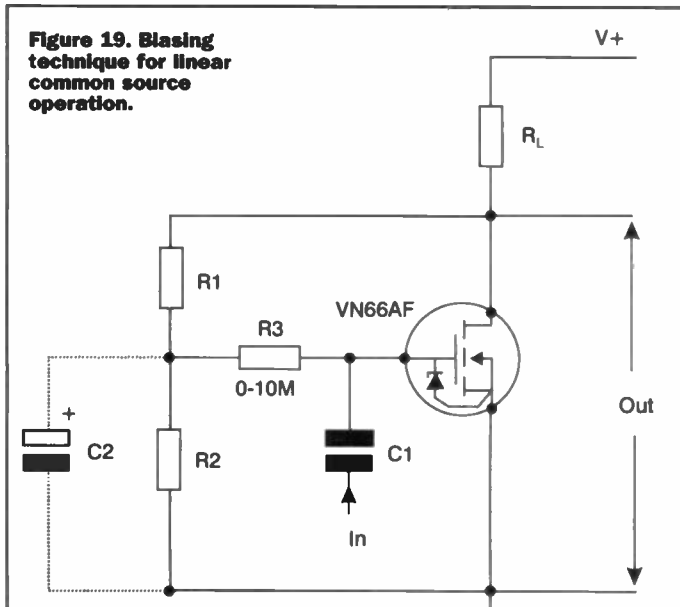 Figure 19. Biasing
technique for linear
common source
operation.
V+
RL
R1
VN66AF
R3
0-10M
+
C2
R2
C1
Out
In